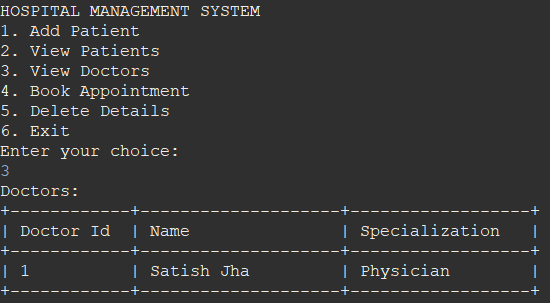 HOSPITAL MANAGEMENT SYSTEM
1. Add Patient
2. View Patients
3. View Doctors
4. Book Appointment
5. Delete Details
6. Exit
Enter your choice:
3
Doctors:
+------------+--------------------+------------------+
| Doctor Id  | Name               | Specialization   |
+------------+--------------------+------------------+
| 1          | Satish Jha         | Physician        |
+------------+--------------------+------------------+